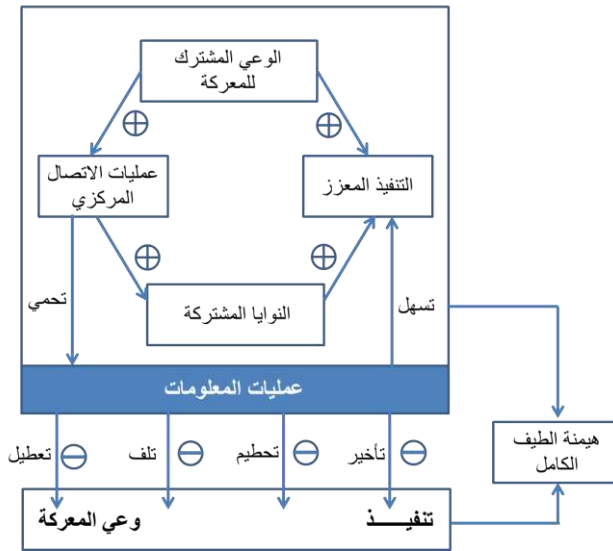 الوعي المشترك
للمعركة
عمليات الاتصال
المركزي
التنفيذ المعزز
النوايا المشتركة
تحمي
تسهل
عمليات المعلومات
هيمنة الطيف
الكامل
تأخير
تحطيم
تلف
تعطيل
تنفيـــــذ
وعي المعركة